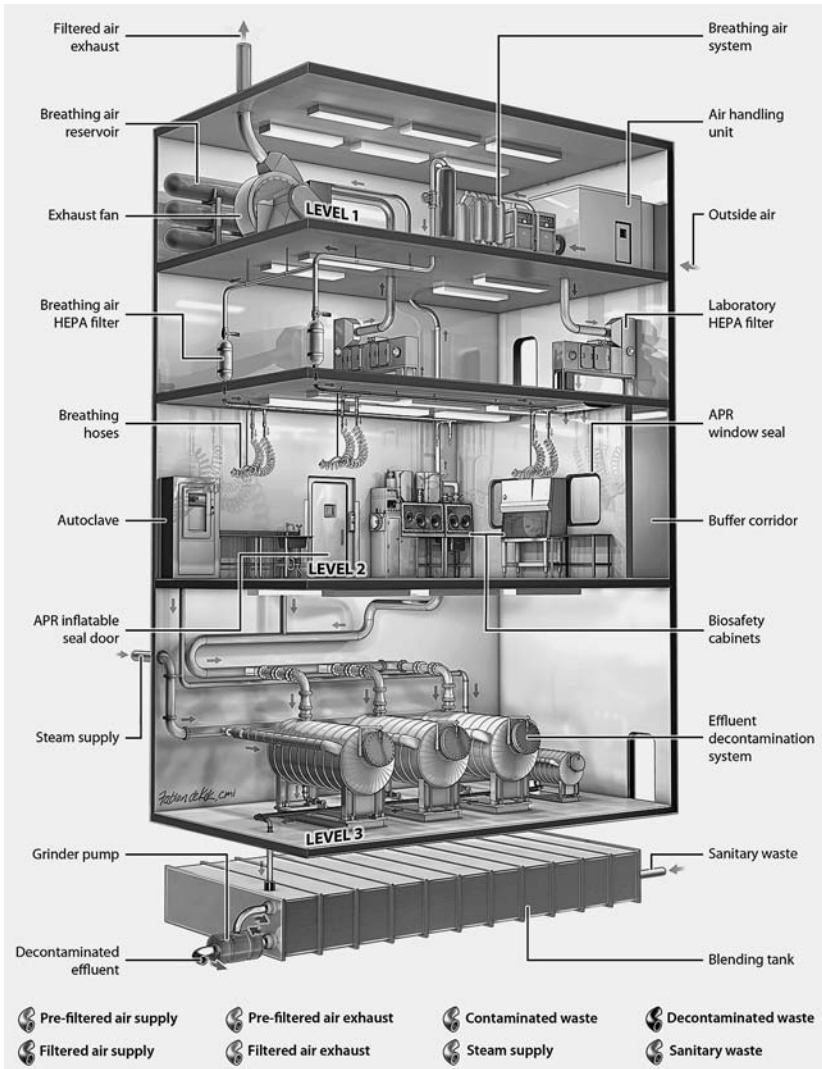 Filtered air
exhaust
Breathing air
system
Breathing air
reservoir
Air handling
unit
Exhaust fan
LEVEL 1
Outside air
Breathing air
HEPA filter
Laboratory
HEPA filter
Breathing
hoses
APR
window seal
Autoclave
Buffer corridor
LEVEL 2
APR inflatable
seal door
Biosafety
cabinets
Steam supply
Effluent
decontamination
system
Fabian deKok, cmi
LEVEL 3
Grinder pump
Sanitary waste
Decontaminated
effluent
Blending tank
Pre-filtered air supply
Pre-filtered air exhaust
Contaminated waste
Decontaminated waste
Filtered air supply
Filtered air exhaust
Steam supply
Sanitary waste